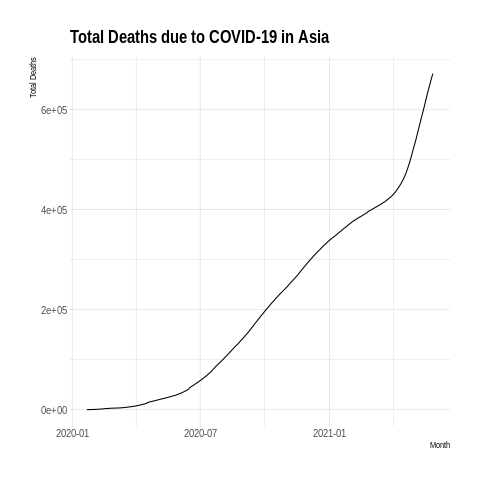 Total Deaths due to COVID-19 in Asia
Total Deaths
6e+05
4e+05
2e+05
0e+00
2020-01
2020-07
2021-01
Month